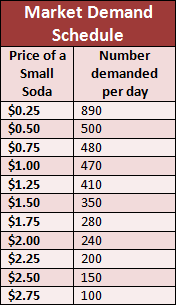 Market Demand
Schedule
Price of a Number
Small demanded
Soda per day
$0.25 890
$0.50 500
$0.75 480
$1.00 470
$1.25 410
$1.50 350
$1.75 280
$2.00 240
$2.25 200
$2.50 150
$2.75 100